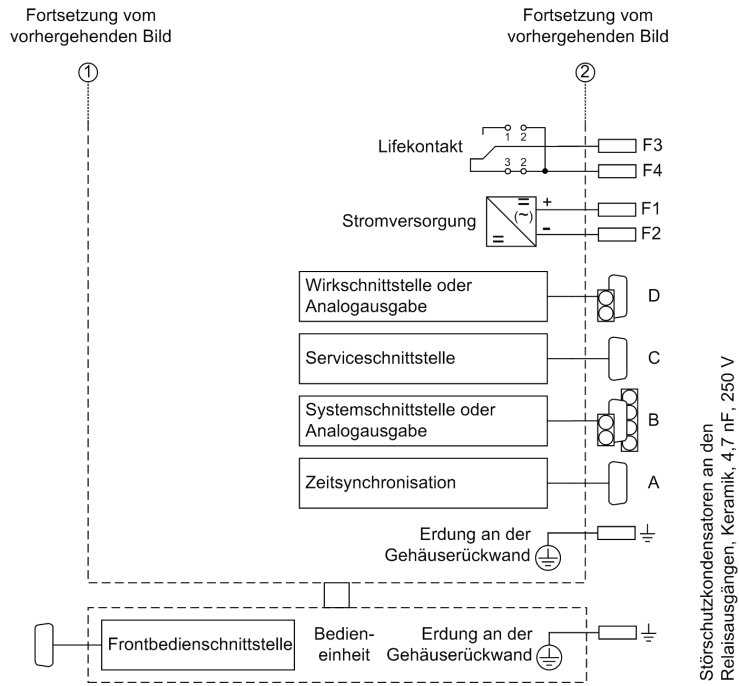 Fortsetzung vom
vorhergehenden Bild
Fortsetzung vom
vorhergehenden Bild
1
2
Lifekontakt
1 2
3 2
F3
F4
Stromversorgung
=
(~)
=
+
-
F1
F2
Wirkschnittstelle oder
Analogausgabe
D
Serviceschnittstelle
C
Systemschnittstelle oder
Analogausgabe
B
Zeitsynchronisation
A
Erdung an der
Gehäuserückwand
Frontbedienschnittstelle
Bedien-
einheit
Erdung an der
Gehäuserückwand
Störschutzkondensatoren an den
Relaisausgängen, Keramik, 4,7 nF, 250 V